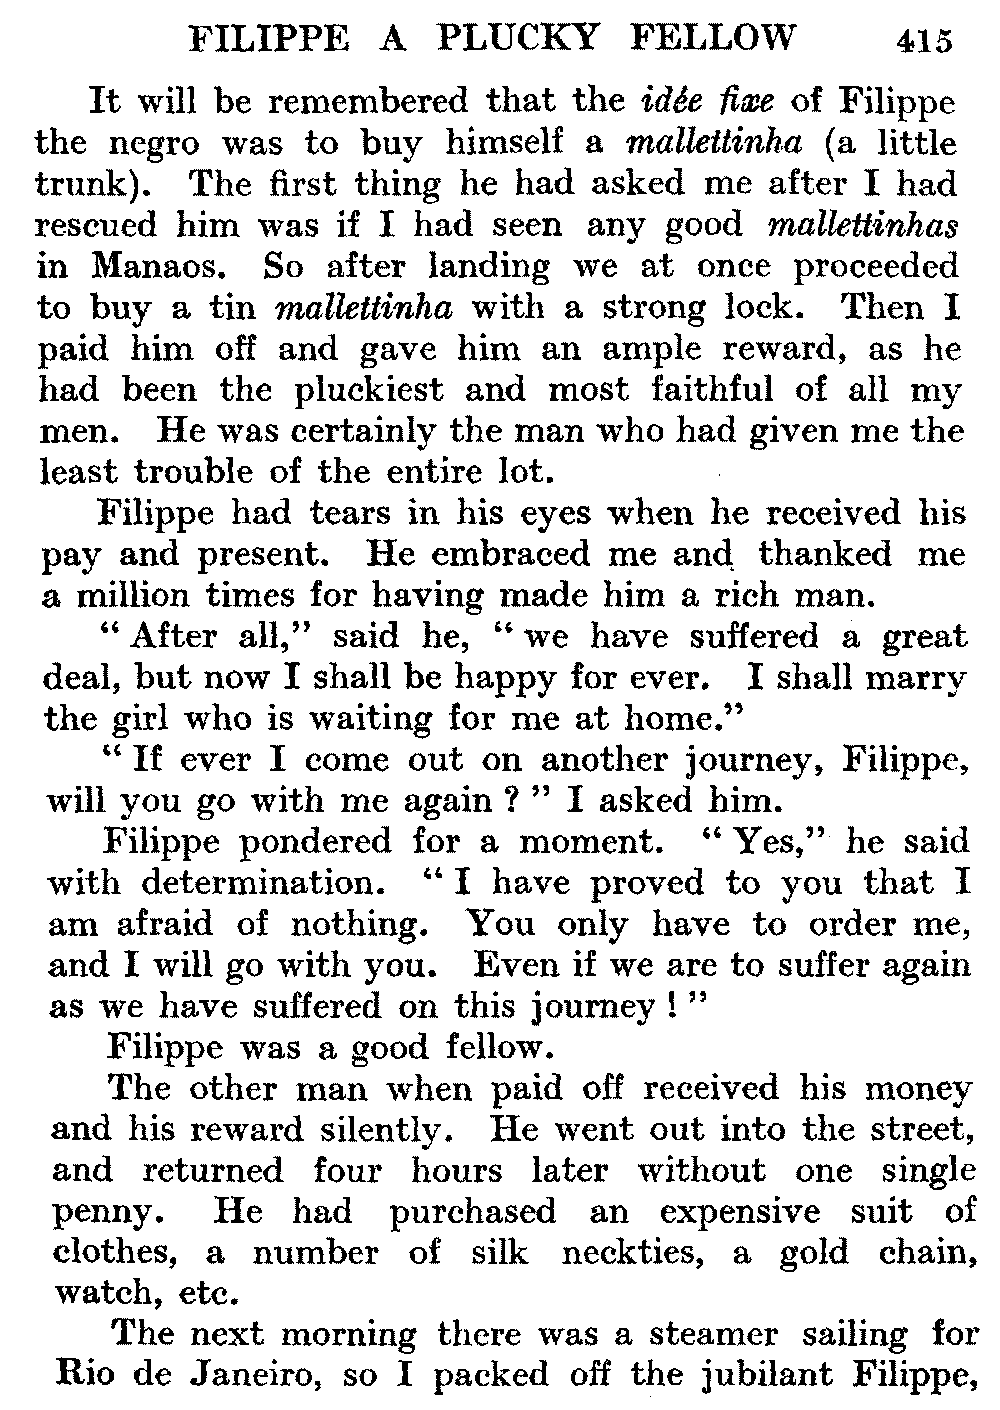 FILIPPE A PLUCKY FELLOW 415
It will be remembered that the idée fixe of Filippe
the negro was to buy himself a mallettinha (a little
trunk). The first thing he had asked me after I had
rescued him was if I had seen any good mallettinhas
in Manaos. So after landing we at once proceeded
to buy a tin mallettinha with a strong lock. Then I
paid him off and gave him an ample reward, as he
had been the pluckiest and most faithful of all my
men. He was certainly the man who had given me the
least trouble of the entire lot.
Filippe had tears in his eyes when he received his
pay and present. He embraced me and thanked me
a million times for having made him a rich man.
“ After all,” said he, “ we have suffered a great
deal, but now I shall be happy for ever. I shall marry
the girl who is waiting for me at home.”
“ If ever I come out on another journey, Filippe,
will you go with me again ? ” I asked him.
Filippe pondered for a moment. “ Yes,” he said
with determination. “ I have proved to you that I
am afraid of nothing. You only have to order me,
and I will go with you. Even if we are to suffer again
as we have suffered on this journey ! ”
Filippe was a good fellow.
The other man when paid off received his money
and his reward silently. He went out into the street,
and returned four hours later without one single
penny. He had purchased an expensive suit of
clothes, a number of silk neckties, a gold chain,
watch, etc.
The next morning there was a steamer sailing for
Rio de Janeiro, so I packed off the jubilant Filippe,